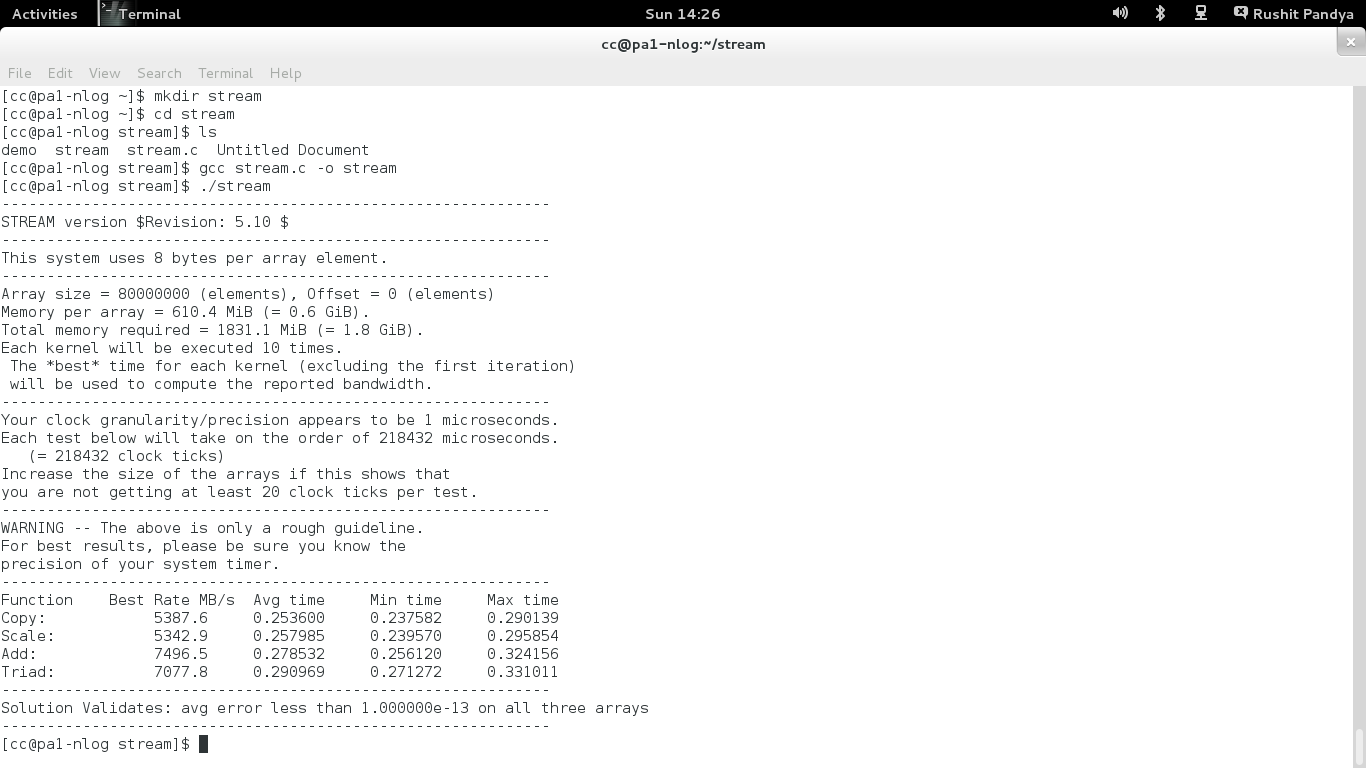 Activities Terminal Sun 14:26 Rushit Pandya
cc@pa1-nlog:~/stream
File Edit View Search Terminal Help
[cc@pa1-nlog ~]$ mkdir stream
[cc@pa1-nlog ~]$ cd stream
[cc@pa1-nlog stream]$ ls
demo  stream  stream.c  Untitled Document
[cc@pa1-nlog stream]$ gcc stream.c -o stream
[cc@pa1-nlog stream]$ ./stream
-------------------------------------------------------------
STREAM version $Revision: 5.10 $
-------------------------------------------------------------
This system uses 8 bytes per array element.
-------------------------------------------------------------
Array size = 80000000 (elements), Offset = 0 (elements)
Memory per array = 610.4 MiB (= 0.6 GiB).
Total memory required = 1831.1 MiB (= 1.8 GiB).
Each kernel will be executed 10 times.
 The *best* time for each kernel (excluding the first iteration)
 will be used to compute the reported bandwidth.
-------------------------------------------------------------
Your clock granularity/precision appears to be 1 microseconds.
Each test below will take on the order of 218432 microseconds.
   (= 218432 clock ticks)
Increase the size of the arrays if this shows that
you are not getting at least 20 clock ticks per test.
-------------------------------------------------------------
WARNING -- The above is only a rough guideline.
For best results, please be sure you know the
precision of your system timer.
-------------------------------------------------------------
Function    Best Rate MB/s  Avg time     Min time     Max time
Copy:            5387.6     0.253600     0.237582     0.290139
Scale:           5342.9     0.257985     0.239570     0.295854
Add:             7496.5     0.278532     0.256120     0.324156
Triad:           7077.8     0.290969     0.271272     0.331011
-------------------------------------------------------------
Solution Validates: avg error less than 1.000000e-13 on all three arrays
-------------------------------------------------------------
[cc@pa1-nlog stream]$